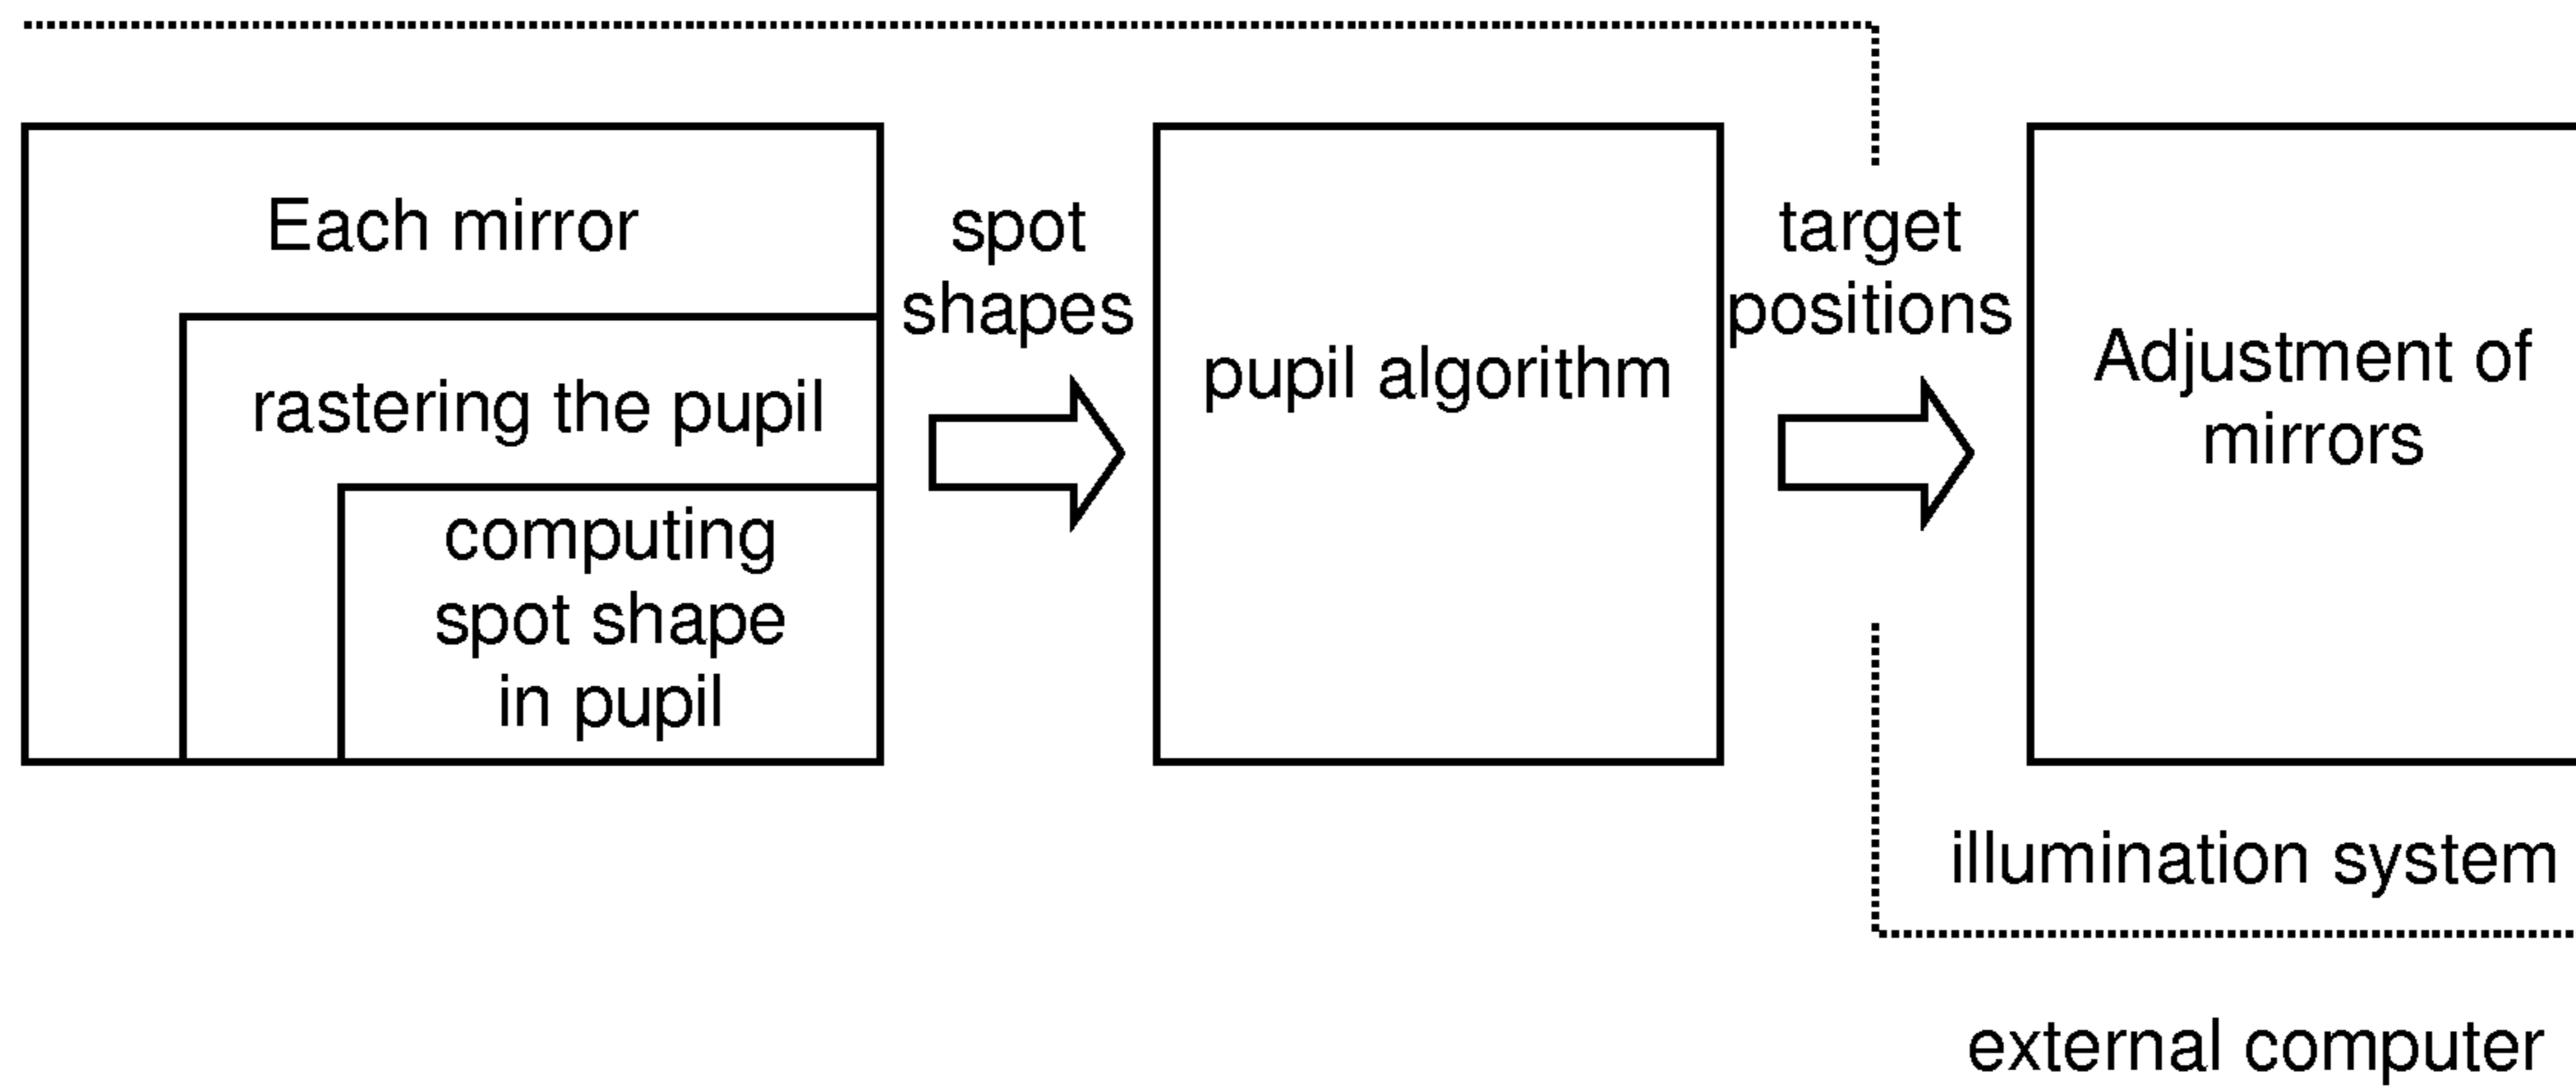 Each mirror
rastering the pupil
computing
spot shape
in pupil
spot
shapes
pupil algorithm
target
positions
Adjustment of
mirrors
illumination system
external computer